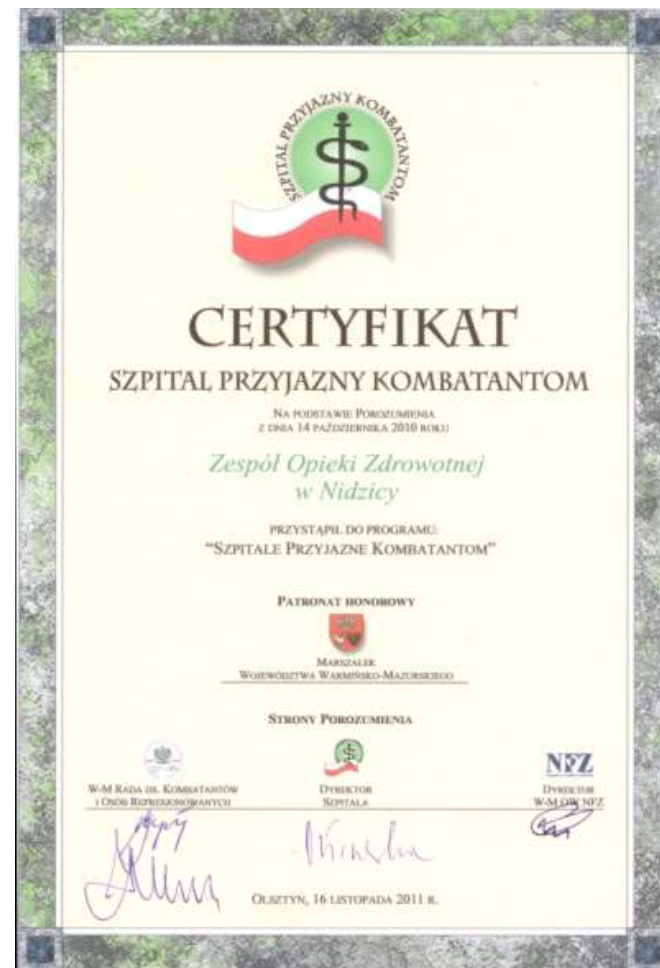 SZPITAL PRZYJAZNY KOMBATANTOM
CERTYFIKAT
SZPITAL PRZYJAZNY KOMBATANTOM
NA PODSTAWIE POROZUMIENIA
Z DNIA 14 PAŹDZIERNIKA 2010 ROKU
Zespół Opieki Zdrowotnej
w Nidzicy
PRZYSTĄPIŁ DO PROGRAMU:
"SZPITALE PRZYJAZNE KOMBATANTOM"
PATRONAT HONOROWY
MARSZAŁEK
WOJEWÓDZTWA WARMIŃSKO-MAZURSKIEGO
STRONY POROZUMIENIA
W-M RADA DS. KOMBATANTÓW
I OSÓB REPRESJONOWANYCH
DYREKTOR
SZPITALA
NFZ
DYREKTOR
W-M OW NFZ
OLSZTYN, 16 LISTOPADA 2011 R.